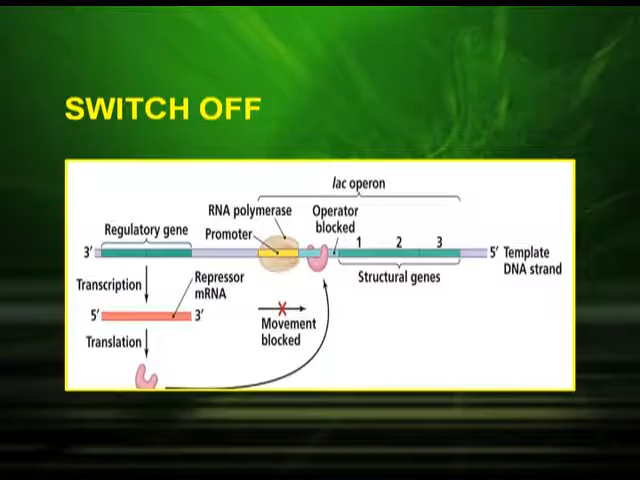 SWITCH OFF
lac operon
RNA polymerase
Operator
blocked
Promoter
Regulatory gene
1 2 3
3′
5′ Template
DNA strand
Structural genes
Transcription
Repressor
mRNA
5′ 3′
Movement
blocked
Translation